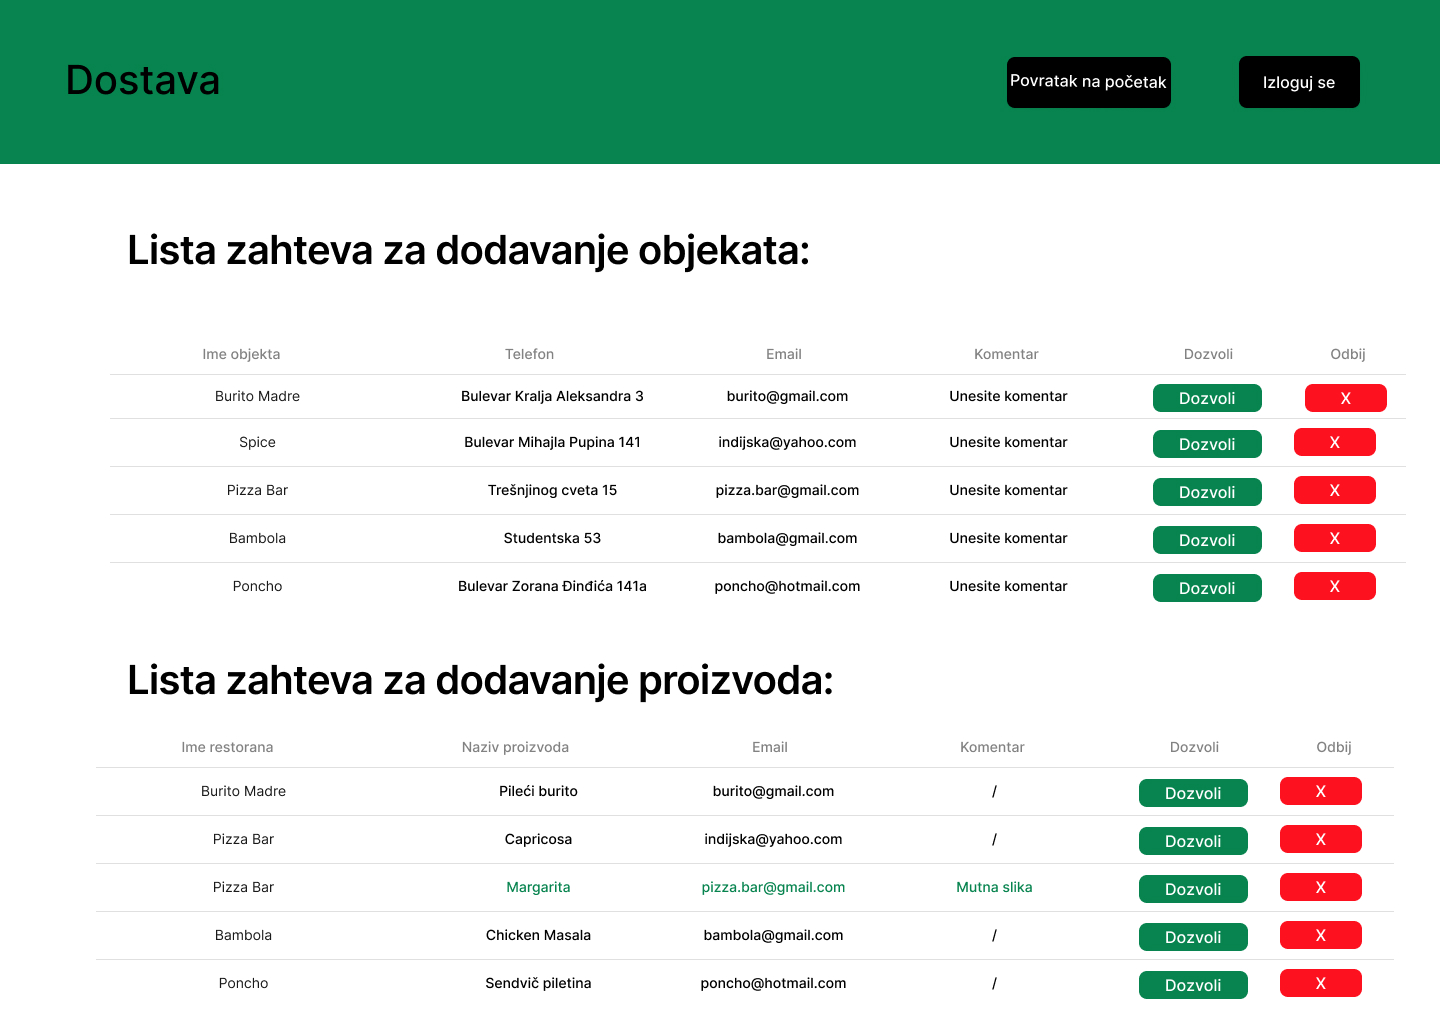 Dostava Povratak na početak Izloguj se
Lista zahteva za dodavanje objekata:
Ime objekta Telefon Email Komentar Dozvoli Odbij
Burito Madre Bulevar Kralja Aleksandra 3 burito@gmail.com Unesite komentar Dozvoli X
Spice Bulevar Mihajla Pupina 141 indijska@yahoo.com Unesite komentar Dozvoli X
Pizza Bar Trešnjinog cveta 15 pizza.bar@gmail.com Unesite komentar Dozvoli X
Bambola Studentska 53 bambola@gmail.com Unesite komentar Dozvoli X
Poncho Bulevar Zorana Đinđića 141a poncho@hotmail.com Unesite komentar Dozvoli X
Lista zahteva za dodavanje proizvoda:
Ime restorana Naziv proizvoda Email Komentar Dozvoli Odbij
Burito Madre Pileći burito burito@gmail.com / Dozvoli X
Pizza Bar Capricosa indijska@yahoo.com / Dozvoli X
Pizza Bar Margarita pizza.bar@gmail.com Mutna slika Dozvoli X
Bambola Chicken Masala bambola@gmail.com / Dozvoli X
Poncho Sendvič piletina poncho@hotmail.com / Dozvoli X